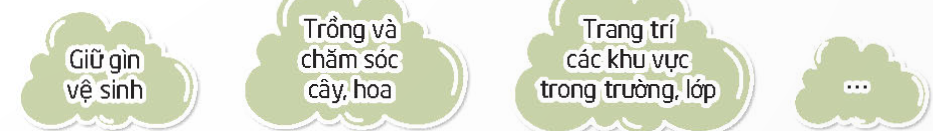 Giữ gìn
vệ sinh
Trồng và
chăm sóc
cây, hoa
Trang trí
các khu vực
trong trường, lớp
...